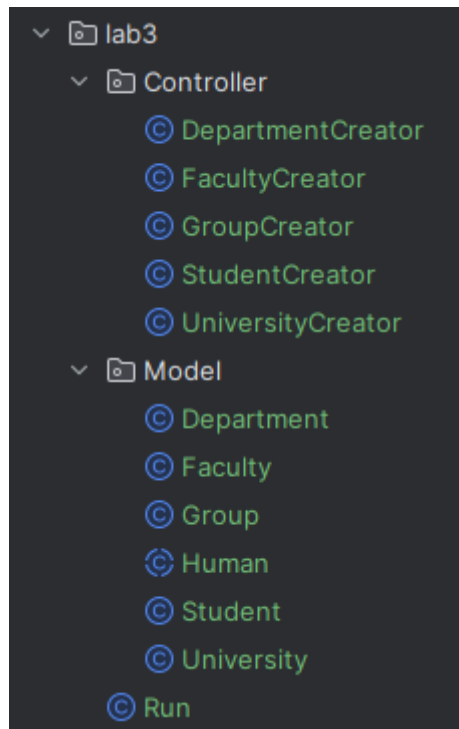 lab3
Controller
DepartmentCreator
FacultyCreator
GroupCreator
StudentCreator
UniversityCreator
Model
Department
Faculty
Group
Human
Student
University
Run